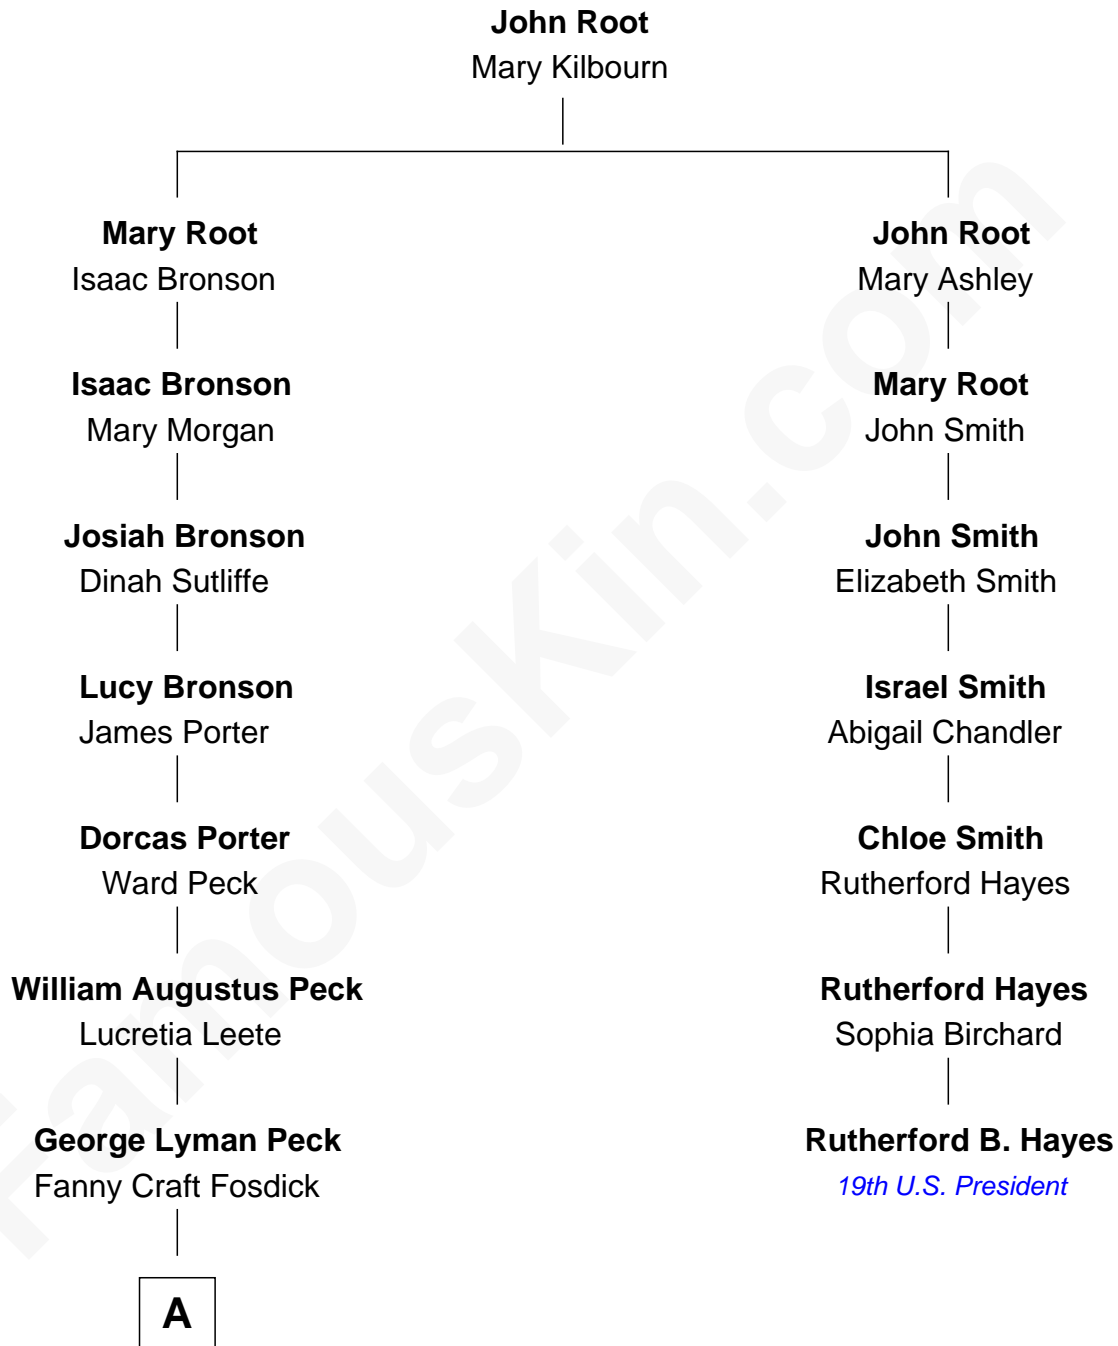 John Root
Mary Kilbourn
Mary Root
Isaac Bronson
John Root
Mary Ashley
Isaac Bronson
Mary Morgan
Mary Root
John Smith
Josiah Bronson
Dinah Sutliffe
John Smith
Elizabeth Smith
Lucy Bronson
James Porter
Israel Smith
Abigail Chandler
Dorcas Porter
Ward Peck
Chloe Smith
Rutherford Hayes
William Augustus Peck
Lucretia Leete
Rutherford Hayes
Sophia Birchard
George Lyman Peck
Fanny Craft Fosdick
Rutherford B. Hayes
19th U.S. President
A
FamousKin.com